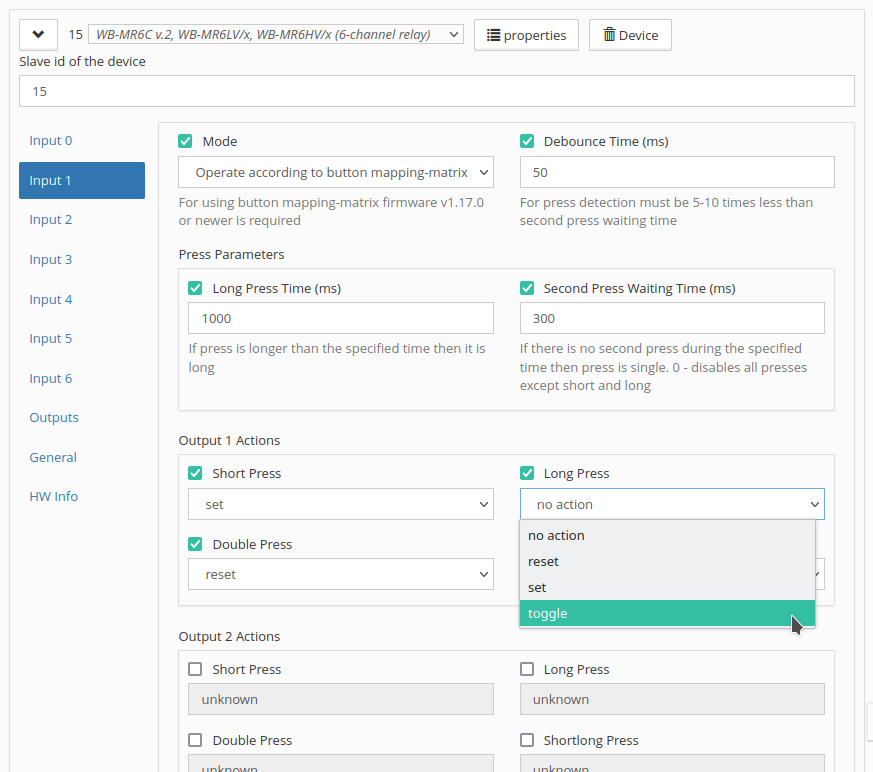 15 WB-MR6C v.2, WB-MR6LV/x, WB-MR6HV/x (6-channel relay) properties Device
Slave id of the device
15
Input 0
Input 1
Input 2
Input 3
Input 4
Input 5
Input 6
Outputs
General
HW Info
Mode
Operate according to button mapping-matrix
For using button mapping-matrix firmware v1.17.0
or newer is required
Debounce Time (ms)
50
For press detection must be 5-10 times less than
second press waiting time
Press Parameters
Long Press Time (ms)
1000
If press is longer than the specified time then it is
long
Second Press Waiting Time (ms)
300
If there is no second press during the specified
time then press is single. 0 - disables all presses
except short and long
Output 1 Actions
Short Press
set
Long Press
no action
no action
reset
set
toggle
Double Press
reset
Output 2 Actions
Short Press
unknown
Long Press
unknown
Double Press
unknown
Shortlong Press
unknown